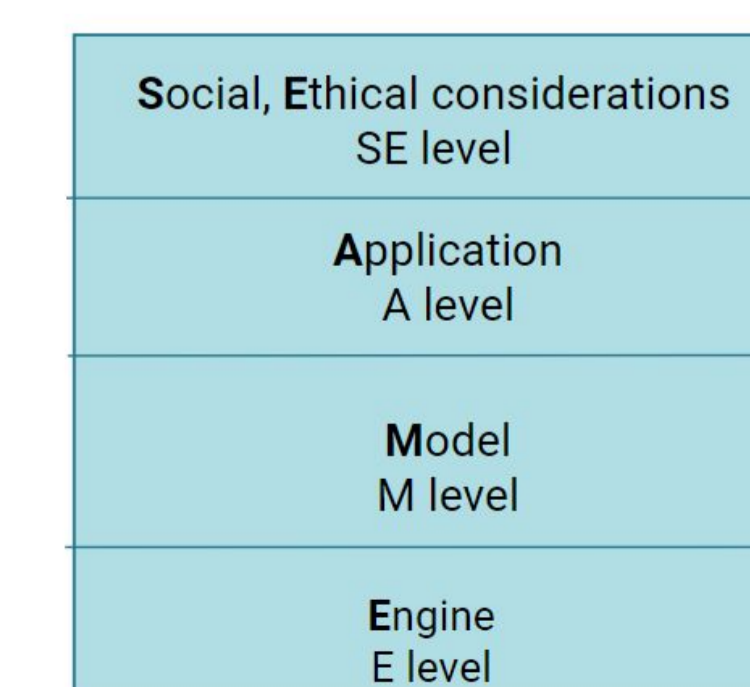 Social, Ethical considerations
SE level
Application
A level
Model
M level
Engine
E level